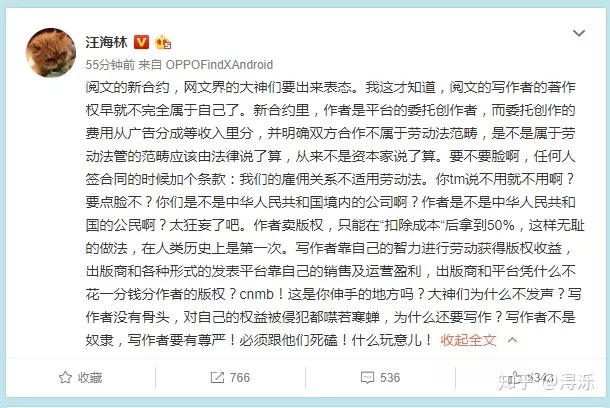 汪海林
55分钟前 来自 OPPOFindXAndroid
阅文的新合约，网文界的大神们要出来表态。我这才知道，阅文的写作者的著作
权早就不完全属于自己了。新合约里，作者是平台的委托创作者，而委托创作的
费用从广告分成等收入里分，并明确双方合作不属于劳动法范畴，是不是属于劳
动法管的范畴应该由法律说了算，从来不是资本家说了算。要不要脸啊，任何人
签合同的时候加个条款：我们的雇佣关系不适用劳动法。你tm说不用就不用啊？
要点脸不？你们是不是中华人民共和国境内的公司啊？作者是不是中华人民共和
国的公民啊？太狂妄了吧。作者卖版权，只能在“扣除成本“后拿到50%，这样无耻
的做法，在人类历史上是第一次。写作者靠自己的智力进行劳动获得版权收益，
出版商和各种形式的发表平台靠自己的销售及运营盈利，出版商和平台凭什么不
花一分钱分作者的版权？cnmb！这是你伸手的地方吗？大神们为什么不发声？写
作者没有骨头，对自己的权益被侵犯都噤若寒蝉，为什么还要写作？写作者不是
奴隶，写作者要有尊严！必须跟他们死磕！什么玩意儿！ 收起全文
收藏 766 536 4343
知乎 @浔泺